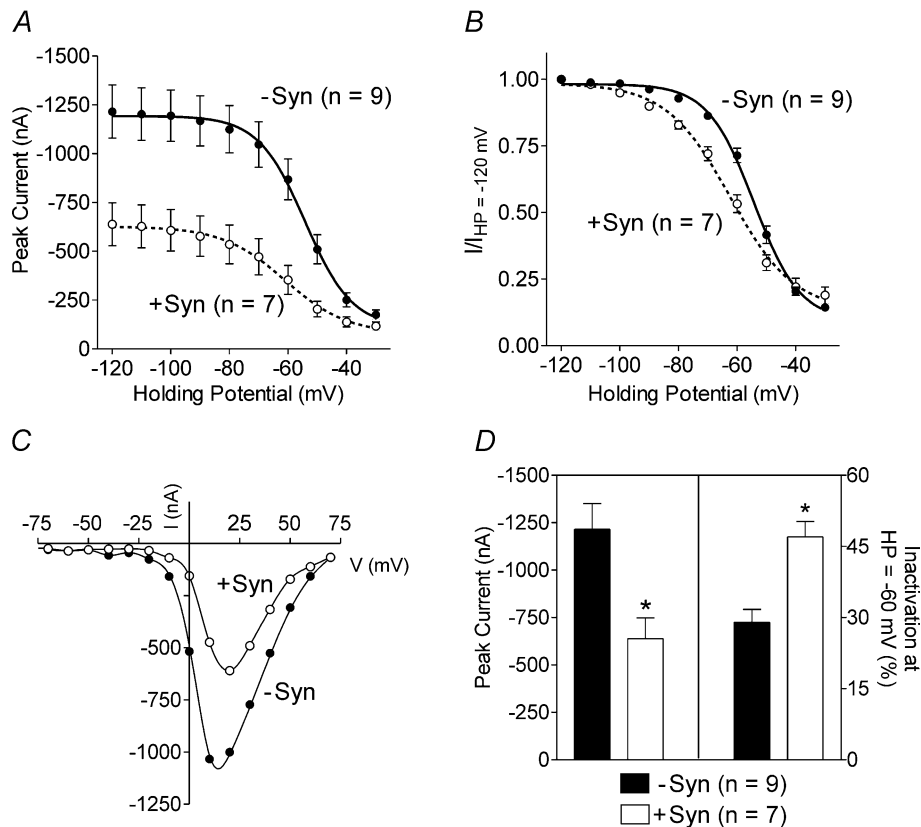 A
-1500
-1250
-1000
-750
-500
-250
0
Peak Current (nA)
-Syn (n = 9)
+Syn (n = 7)
-120 -100 -80 -60 -40
Holding Potential (mV)
B
1.00
0.75
0.50
0.25
0.00
I/I HP = -120 mV
-Syn (n = 9)
+Syn (n = 7)
-120 -100 -80 -60 -40
Holding Potential (mV)
C
I (nA)
-75 -50 -25 25 50 75
V (mV)
+Syn
-Syn
-500
-750
-1000
-1250
D
-1500
-1250
-1000
-750
-500
-250
0
Peak Current (nA)
*
*
60
45
30
15
0
Inactivation at
HP = -60 mV (%)
-Syn (n = 9)
+Syn (n = 7)